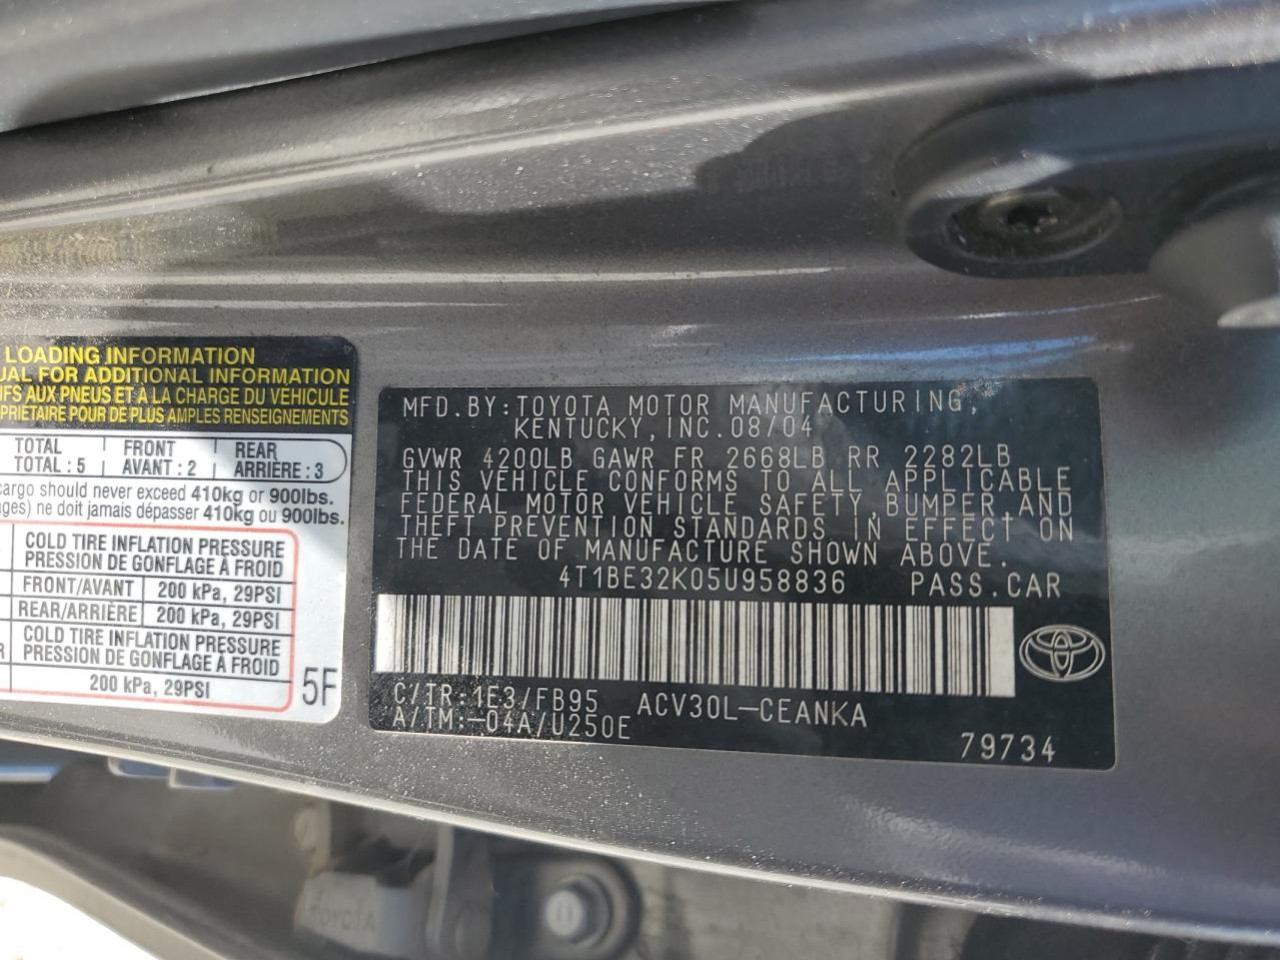 LOADING INFORMATION
UAL FOR ADDITIONAL INFORMATION
IFS AUX PNEUS ET À LA CHARGE DU VÉHICULE
PRIÉTAIRE POUR DE PLUS AMPLES RENSEIGNEMENTS
TOTAL FRONT REAR
TOTAL : 5 AVANT : 2 ARRIÈRE : 3
cargo should never exceed 410kg or 900lbs.
ages) ne doit jamais dépasser 410kg ou 900lbs.
COLD TIRE INFLATION PRESSURE
PRESSION DE GONFLAGE À FROID
FRONT/AVANT 200 kPa, 29PSI
REAR/ARRIÈRE 200 kPa, 29PSI
COLD TIRE INFLATION PRESSURE
R PRESSION DE GONFLAGE À FROID
200 kPa, 29PSI
5F
MFD.BY:TOYOTA MOTOR MANUFACTURING,
KENTUCKY,INC.08/04
GVWR 4200LB GAWR FR 2668LB RR 2282LB
THIS VEHICLE CONFORMS TO ALL APPLICABLE
FEDERAL MOTOR VEHICLE SAFETY,BUMPER,AND
THEFT PREVENTION STANDARDS IN EFFECT ON
THE DATE OF MANUFACTURE SHOWN ABOVE.
4T1BE32K05U958836 PASS.CAR
C/TR:1E3/FB95 ACV30L-CEANKA
A/TM:-04A/U250E
79734
TOYOTA